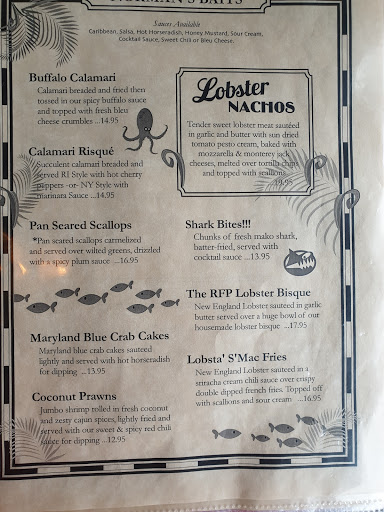 NORMAN'S BAITS
Sauces Available
Caribbean, Salsa, Hot Horseradish, Honey Mustard, Sour Cream,
Cocktail Sauce, Sweet Chili or Bleu Cheese.
Buffalo Calamari
Calamari breaded and fried then
tossed in our spicy buffalo sauce
and topped with fresh bleu
cheese crumbles ...14.95
Calamari Risqué
Succulent calamari breaded and
served RI Style with hot cherry
peppers -or- NY Style with
marinara Sauce ...14.95
Pan Seared Scallops
*Pan seared scallops carmelized
and served over wilted greens, drizzled
with a spicy plum sauce ...16.95
Maryland Blue Crab Cakes
Maryland blue crab cakes sauteed
lightly and served with hot horseradish
for dipping ...13.95
Coconut Prawns
Jumbo shrimp rolled in fresh coconut
and zesty cajun spices, lightly fried and
served with our sweet & spicy red chili
sauce for dipping ...12.95
Lobster
NACHOS
Tender sweet lobster meat sautéed
in garlic and butter with sun dried
tomato pesto cream, baked with
mozzarella & monterey jack
cheeses, melted over tortilla chips
and topped with scallions.
...19.95
Shark Bites!!!
Chunks of fresh mako shark,
batter-fried, served with
cocktail sauce ...13.95
The RFP Lobster Bisque
New England Lobster sauteed in garlic
butter served over a huge bowl of our
housemade lobster bisque ...17.95
Lobsta' S'Mac Fries
New England Lobster sauteed in a
sriracha cream chili sauce over crispy
double dipped french fries. Topped off
with scallions and sour cream ...16.95